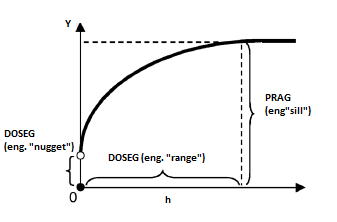 Y
PRAG
(eng"sill")
DOSEG
(eng. "nugget")
DOSEG (eng. "range")
0
h